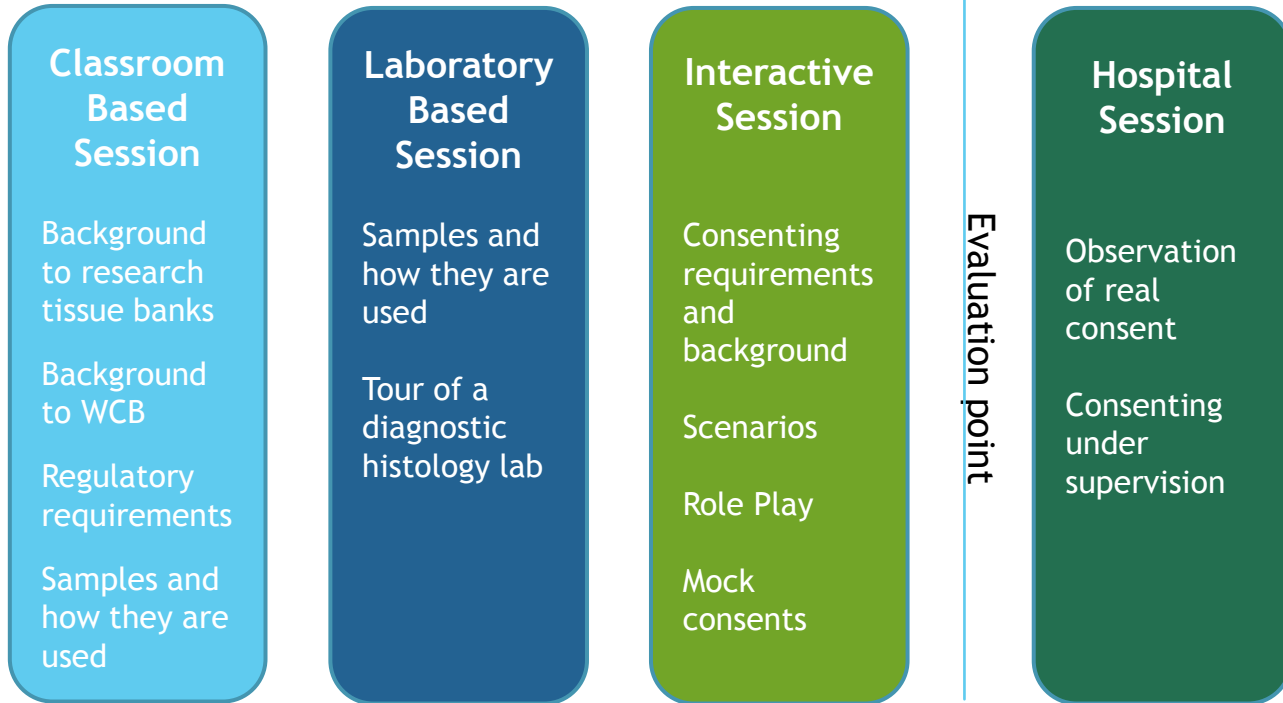 Classroom
Based
Session
Background
to research
tissue banks
Background
to WCB
Regulatory
requirements
Samples and
how they are
used
Laboratory
Based
Session
Samples and
how they are
used
Tour of a
diagnostic
histology lab
Interactive
Session
Consenting
requirements
and
background
Scenarios
Role Play
Mock
consents
Evaluation point
Hospital
Session
Observation
of real
consent
Consenting
under
supervision